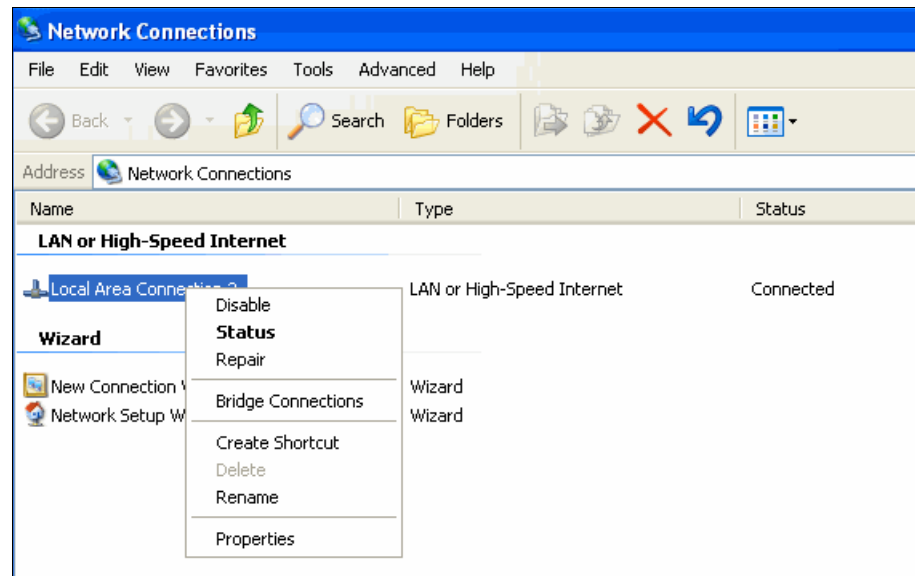 Network Connections
File Edit View Favorites Tools Advanced Help
Back Search Folders
Address Network Connections
Name Type Status
LAN or High-Speed Internet
Local Area LAN or High-Speed Internet Connected
Disable
Status
Repair
Bridge Connections
Create Shortcut
Delete
Rename
Properties
Wizard
New Connection Wizard
Network Setup Wizard